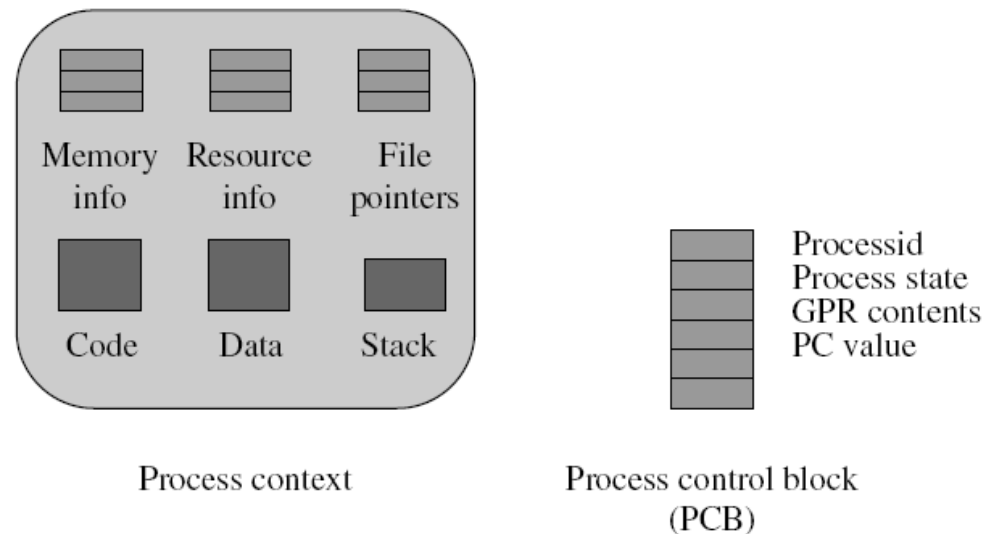 Memory Resource File
info info pointers
Code Data Stack
Processid
Process state
GPR contents
PC value
Process context Process control block
(PCB)